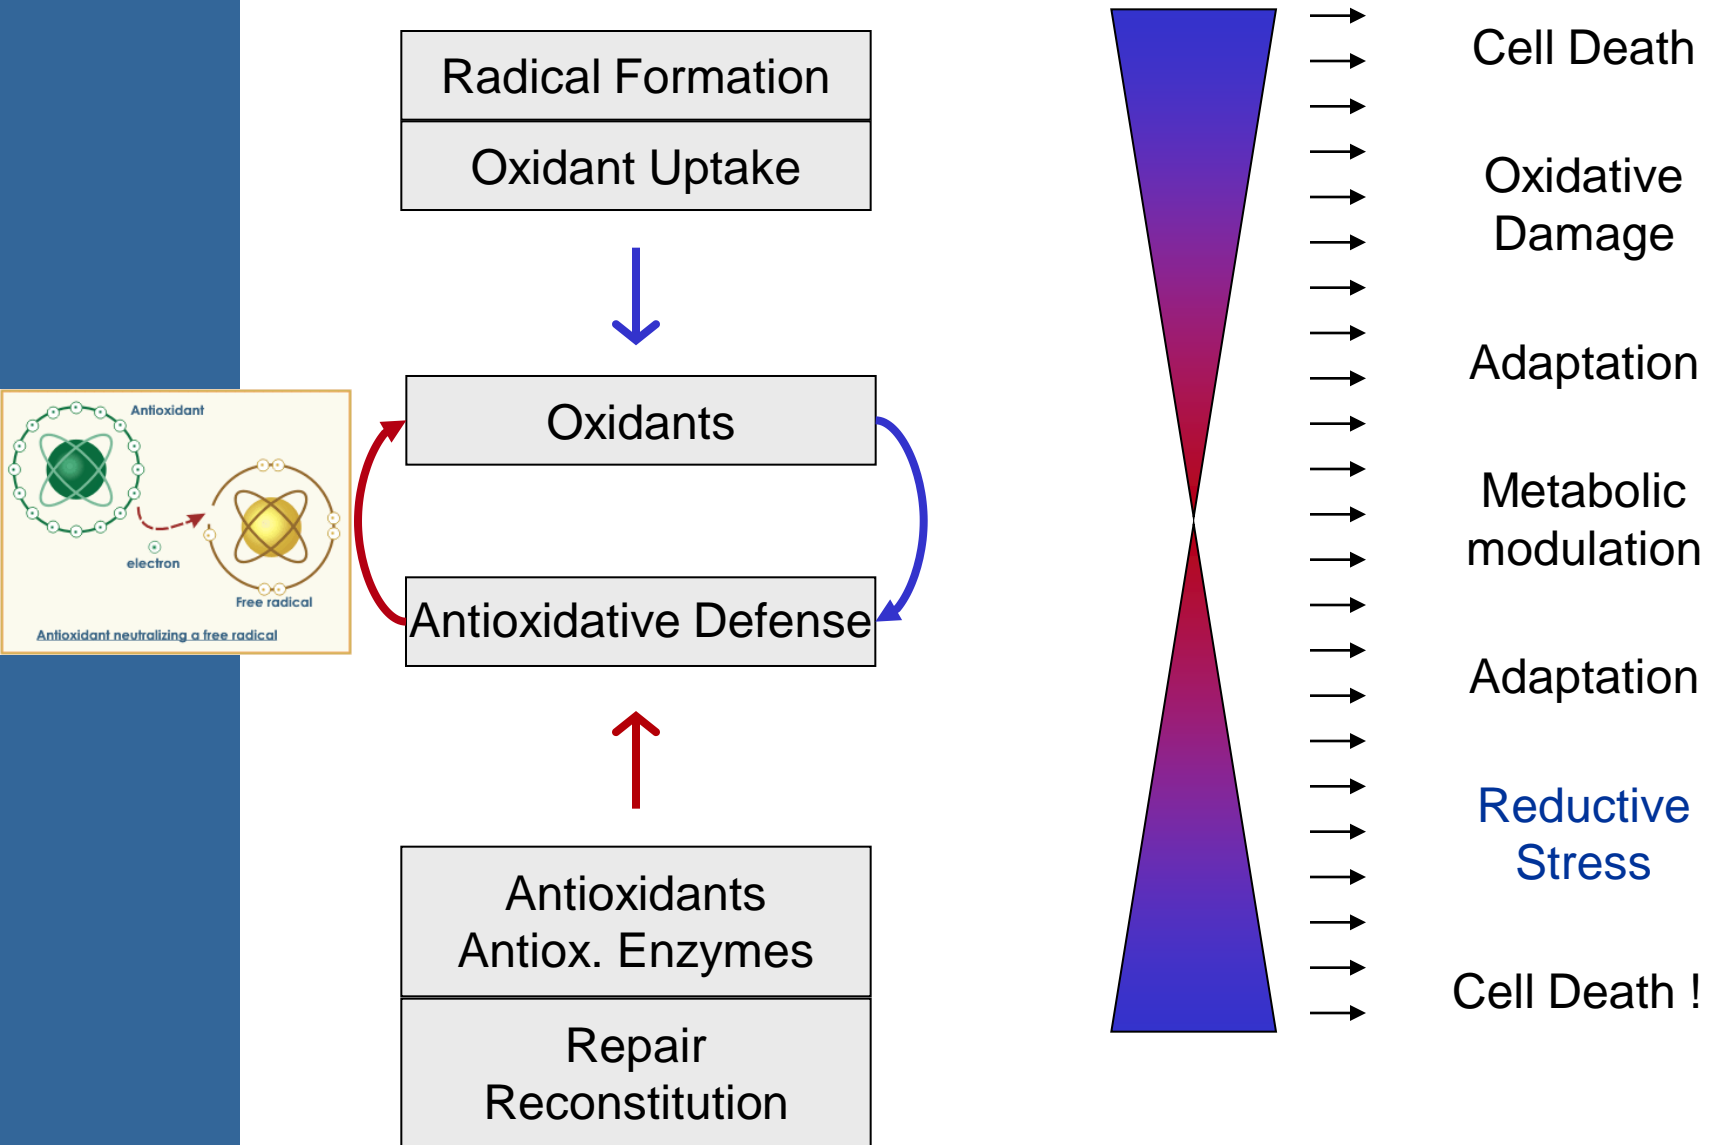 Radical Formation
Oxidant Uptake
Oxidants
Antioxidative Defense
Antioxidants
Antiox. Enzymes
Repair
Reconstitution
Antioxidant
electron
Free radical
Antioxidant neutralizing a free radical
Cell Death
Oxidative
Damage
Adaptation
Metabolic
modulation
Adaptation
Reductive
Stress
Cell Death !